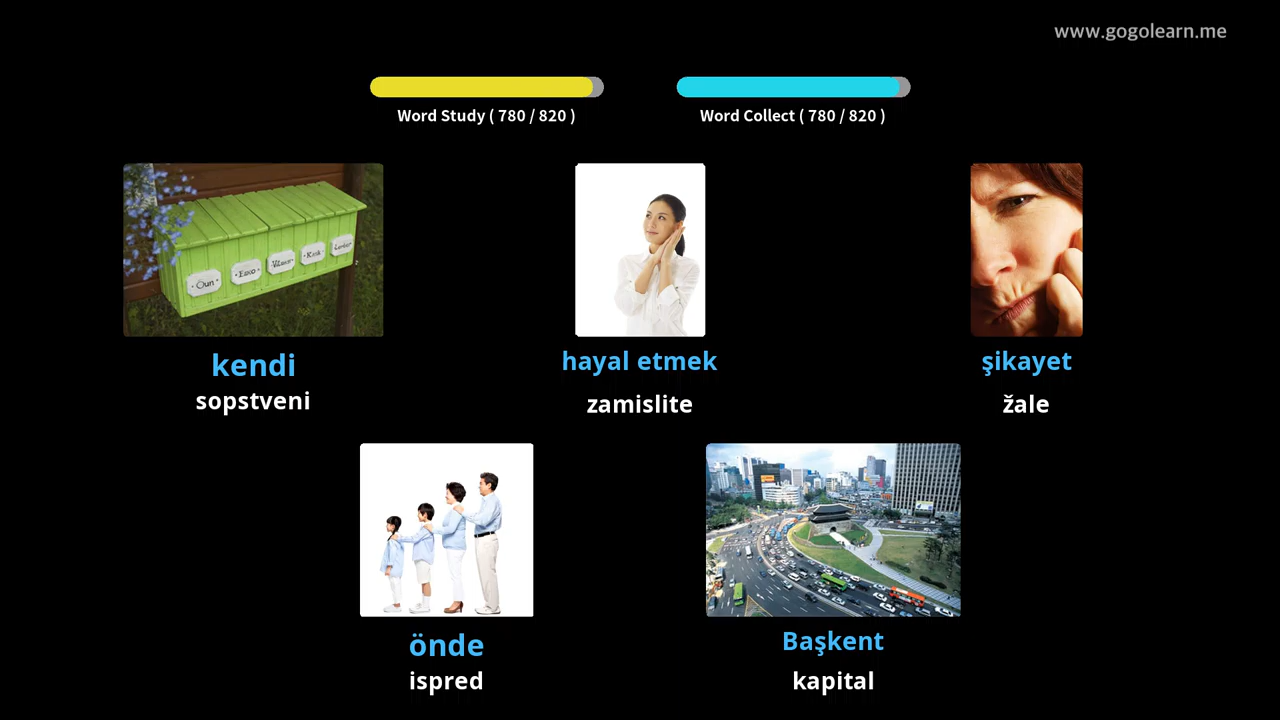 www.gogolearn.me
Word Study ( 780 / 820 )
Word Collect ( 780 / 820 )
kendi
sopstveni
hayal etmek
zamislite
şikayet
žale
önde
ispred
Başkent
kapital